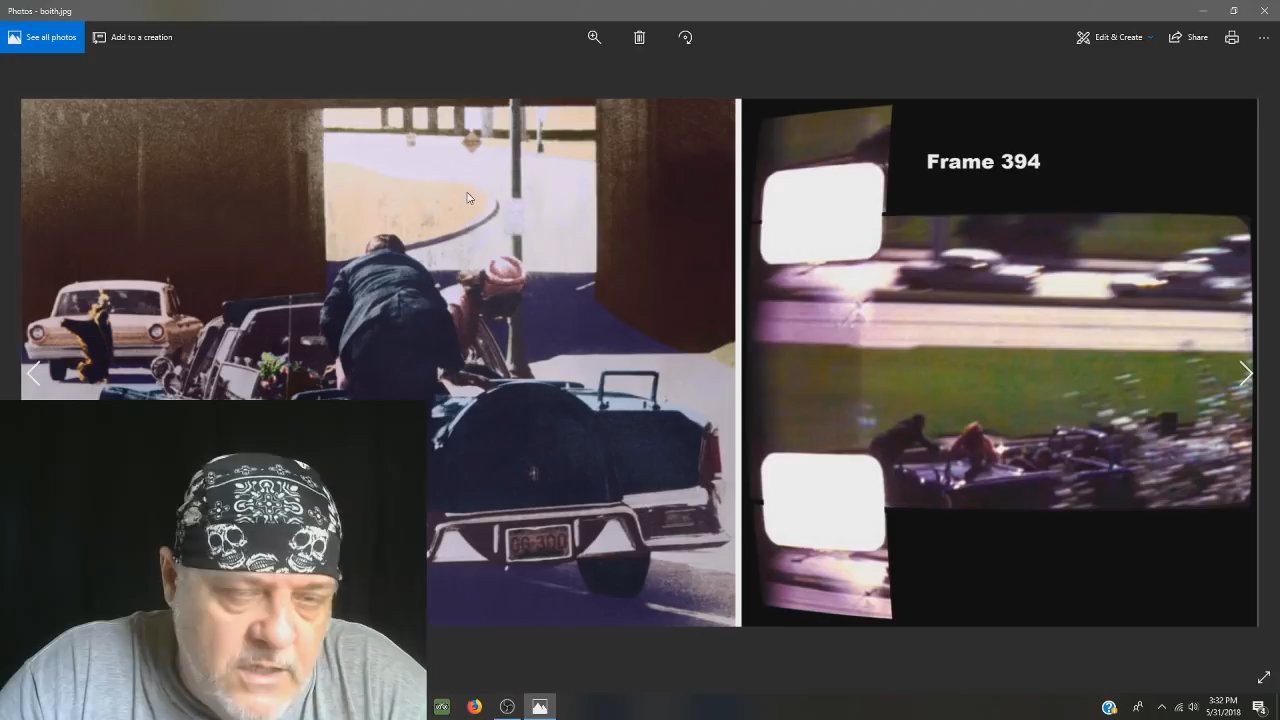 Photos - boith.jpg
See all photos
Add to a creation
Edit & Create
Share
Frame 394
GG·300
3:32 PM
5/31/2018